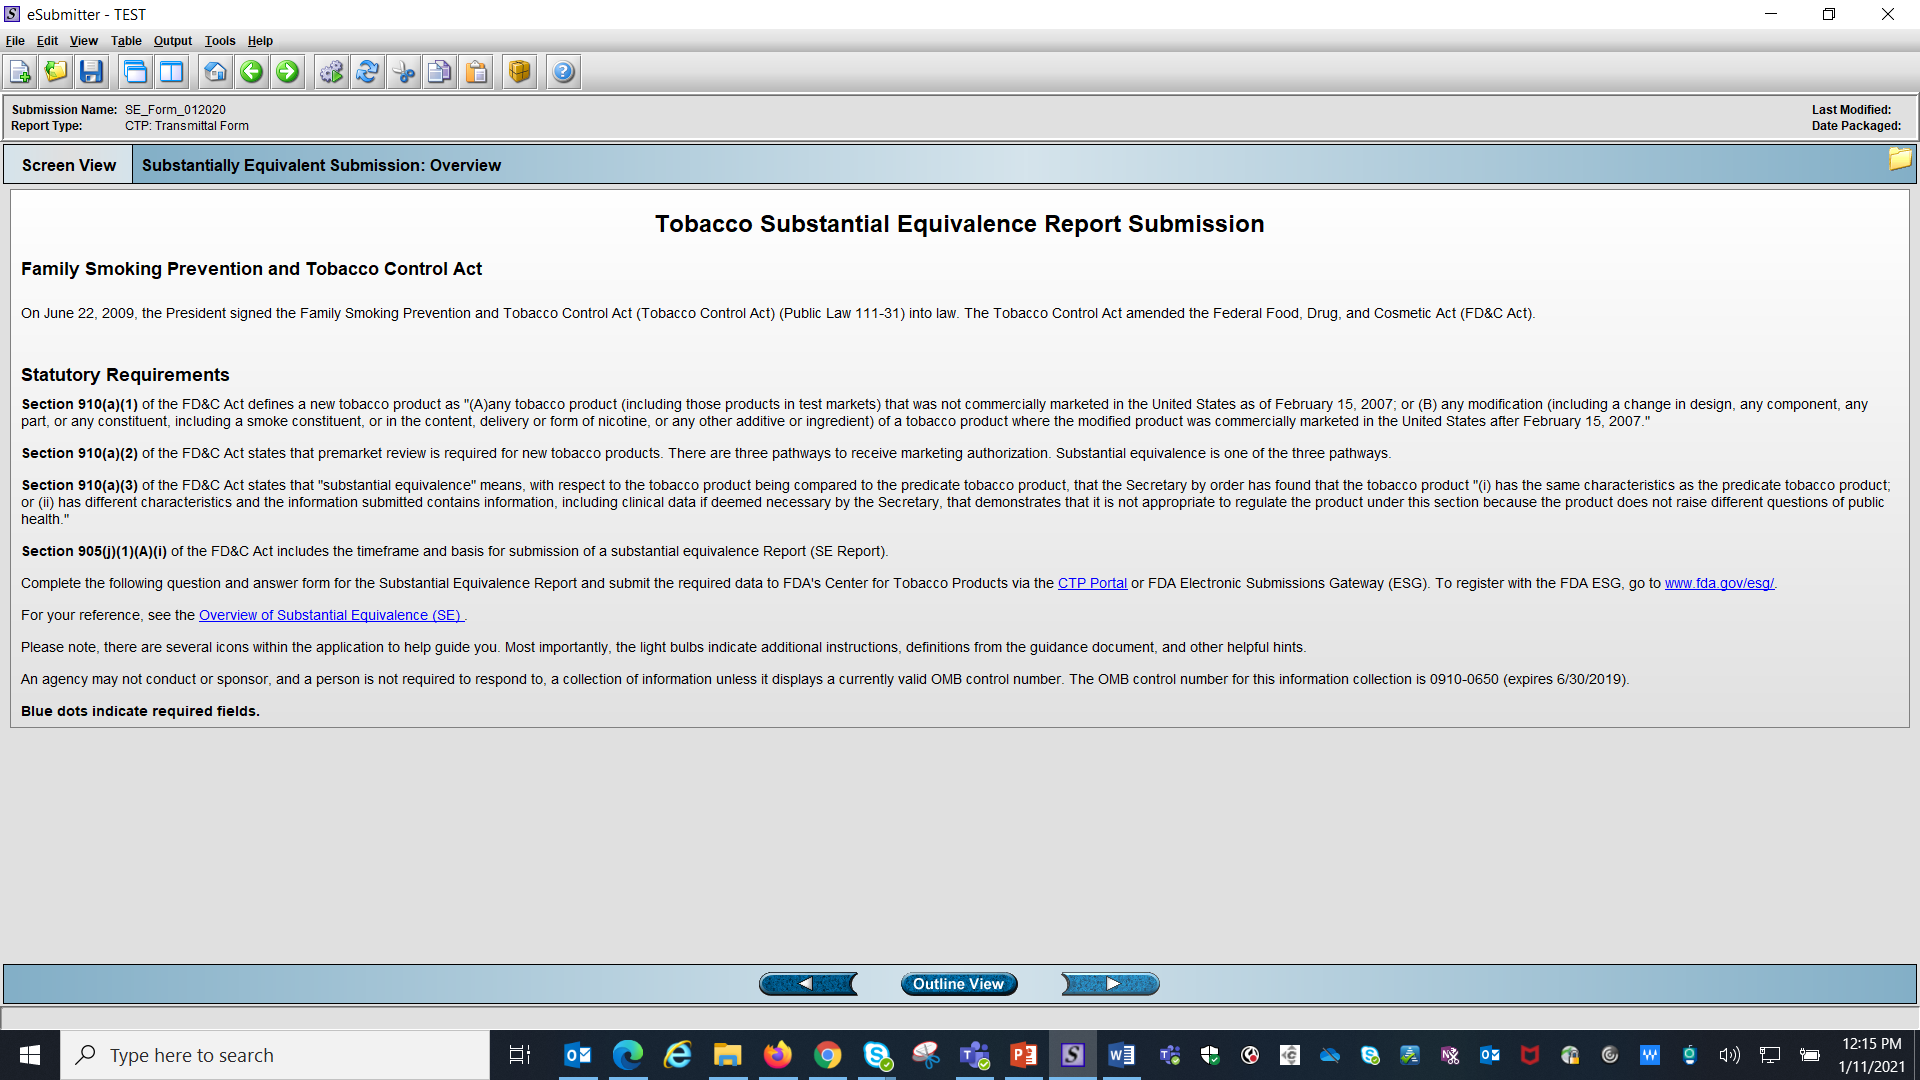 eSubmitter - TEST
File Edit View Table Output Tools Help
Submission Name: SE_Form_012020
Last Modified:
Report Type: CTP: Transmittal Form
Date Packaged:
Screen View
Substantially Equivalent Submission: Overview
Tobacco Substantial Equivalence Report Submission
Family Smoking Prevention and Tobacco Control Act
On June 22, 2009, the President signed the Family Smoking Prevention and Tobacco Control Act (Tobacco Control Act) (Public Law 111-31) into law. The Tobacco Control Act amended the Federal Food, Drug, and Cosmetic Act (FD&C Act).
Statutory Requirements
Section 910(a)(1) of the FD&C Act defines a new tobacco product as "(A)any tobacco product (including those products in test markets) that was not commercially marketed in the United States as of February 15, 2007; or (B) any modification (including a change in design, any component, any
part, or any constituent, including a smoke constituent, or in the content, delivery or form of nicotine, or any other additive or ingredient) of a tobacco product where the modified product was commercially marketed in the United States after February 15, 2007."
Section 910(a)(2) of the FD&C Act states that premarket review is required for new tobacco products. There are three pathways to receive marketing authorization. Substantial equivalence is one of the three pathways.
Section 910(a)(3) of the FD&C Act states that "substantial equivalence" means, with respect to the tobacco product being compared to the predicate tobacco product, that the Secretary by order has found that the tobacco product "(i) has the same characteristics as the predicate tobacco product;
or (ii) has different characteristics and the information submitted contains information, including clinical data if deemed necessary by the Secretary, that demonstrates that it is not appropriate to regulate the product under this section because the product does not raise different questions of public
health."
Section 905(j)(1)(A)(i) of the FD&C Act includes the timeframe and basis for submission of a substantial equivalence Report (SE Report).
Complete the following question and answer form for the Substantial Equivalence Report and submit the required data to FDA's Center for Tobacco Products via the CTP Portal or FDA Electronic Submissions Gateway (ESG). To register with the FDA ESG, go to www.fda.gov/esg/.
For your reference, see the Overview of Substantial Equivalence (SE) .
Please note, there are several icons within the application to help guide you. Most importantly, the light bulbs indicate additional instructions, definitions from the guidance document, and other helpful hints.
An agency may not conduct or sponsor, and a person is not required to respond to, a collection of information unless it displays a currently valid OMB control number. The OMB control number for this information collection is 0910-0650 (expires 6/30/2019).
Blue dots indicate required fields.
Outline View
Type here to search
12:15 PM
1/11/2021